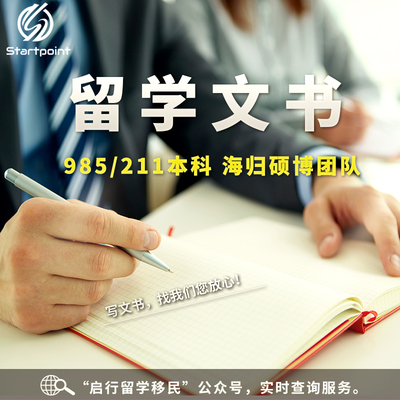 Startpoint
留学文书
985/211本科 海归硕博团队
写文书，找我们您放心！
“启行留学移民”公众号，实时查询服务。